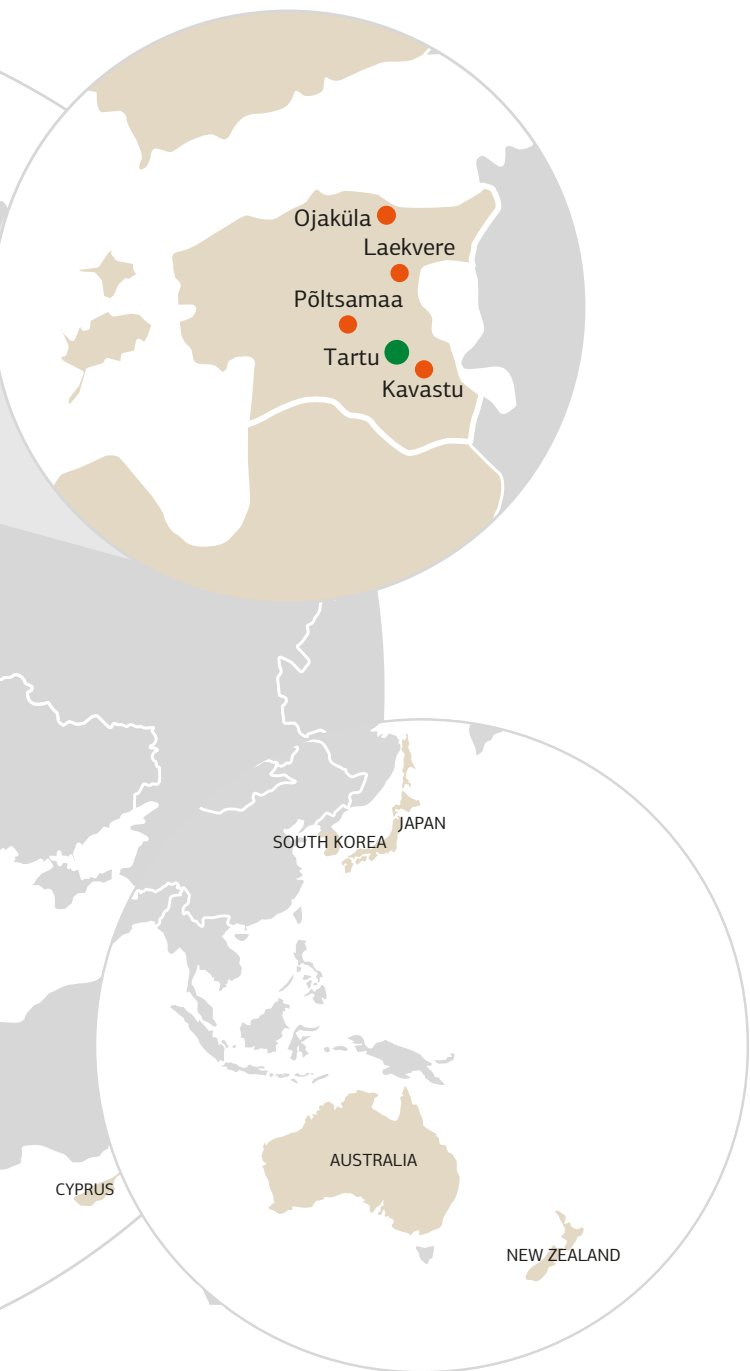 Ojaküla
Laekvere
Põltsamaa
Tartu
Kavastu
JAPAN
SOUTH KOREA
AUSTRALIA
CYPRUS
NEW ZEALAND